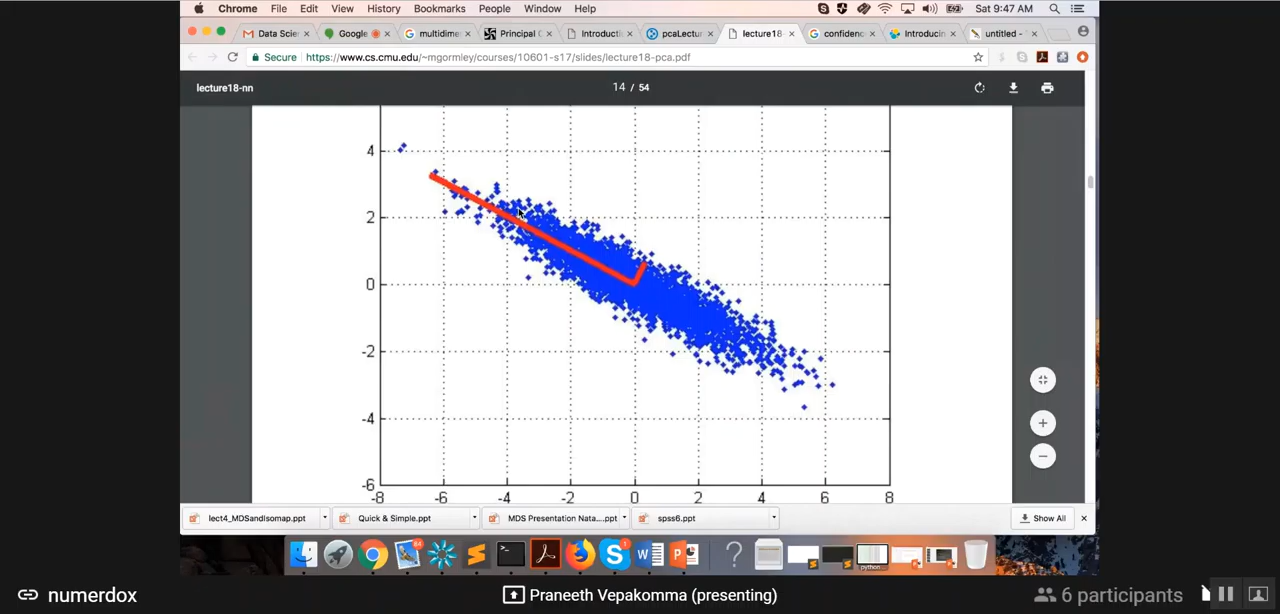 Chrome File Edit View History Bookmarks People Window Help Sat 9:47 AM
Data Scie
Google
multidime
Principal C
Introducti
pcaLectur
lecture18-
confidenc
Introducin
untitled -
Secure https://www.cs.cmu.edu/~mgormley/courses/10601-s17/slides/lecture18-pca.pdf
lecture18-nn 14 / 54
4
2
0
-2
-4
-6
-8 -6 -4 -2 0 2 4 6 8
lect4_MDSandisomap.ppt Quick & Simple.ppt MDS Presentation Nata....ppt spss6.ppt Show All
python
numerdox Praneeth Vepakomma (presenting) 6 participants